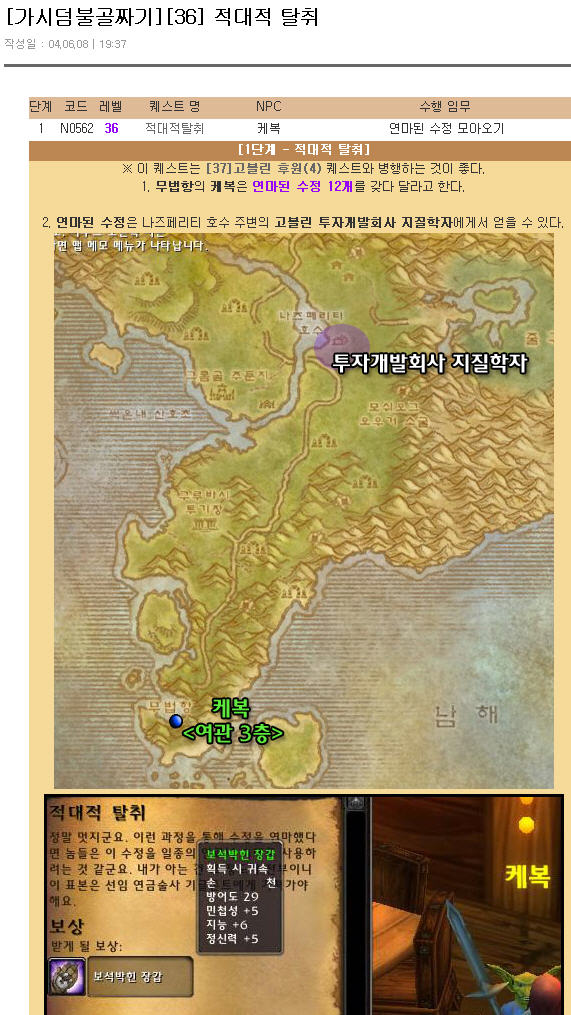 [가시덤불골짜기][36] 적대적 탈취
작성일 : 04,06,08 | 19:37
단계 코드 레벨 퀘스트 명 NPC 수행 임무
1 N0562 36 적대적탈취 케복 연마된 수정 모아오기
[1단계 - 적대적 탈취]
※ 이 퀘스트는 [37]고블린 후원(4) 퀘스트와 병행하는 것이 좋다.
1. 무법항의 케복은 연마된 수정 12개를 갖다 달라고 한다.
2. 연마된 수정은 나즈페리티 호수 주변의 고블린 투자개발회사 지질학자에게서 얻을 수 있다.
면 맵 메모 메뉴가 나타납니다.
나즈페리티
호수
투자개발회사 지질학자
그롬골 주둔지
모쉬오그
오우거 소굴
구루바시
투기장
무법항
케복
<여관 3층>
남 해
적대적 탈취
정말 멋지군요. 이런 과정을 통해 수정을 연마했다
면 놈들은 이 수정을 일종의
사용하
려는 것 같군요. 내가 아는
이 표본은 선임 연금술사
해요.
보석박힌 장갑
획득 시 귀속
손 천
방어도 29
민첩성 +5
지능 +6
정신력 +5
보상
받게 될 보상:
보석박힌 장갑
케복